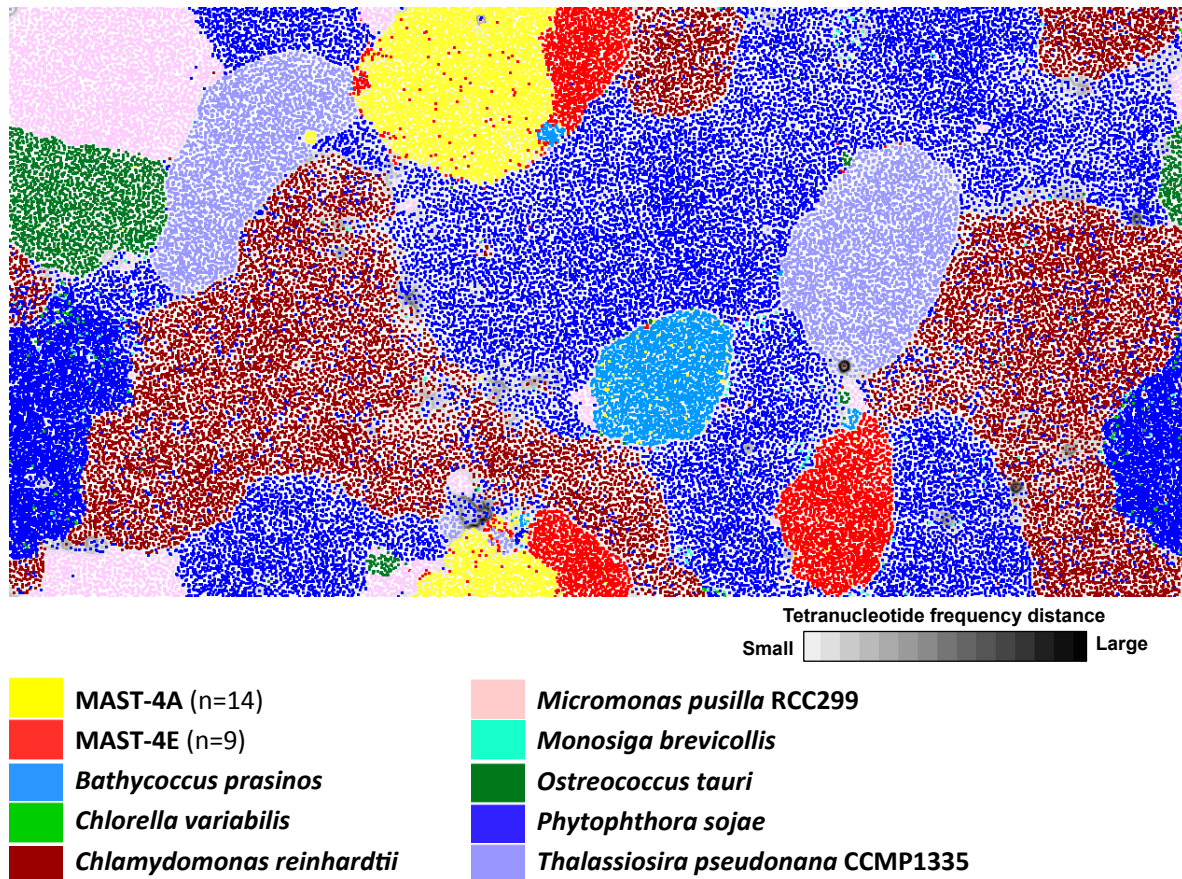 Tetranucleotide frequency distance
Small Large
MAST-4A (n=14)
MAST-4E (n=9)
Bathycoccus prasinos
Chlorella variabilis
Chlamydomonas reinhardtii
Micromonas pusilla RCC299
Monosiga brevicollis
Ostreococcus tauri
Phytophthora sojae
Thalassiosira pseudonana CCMP1335